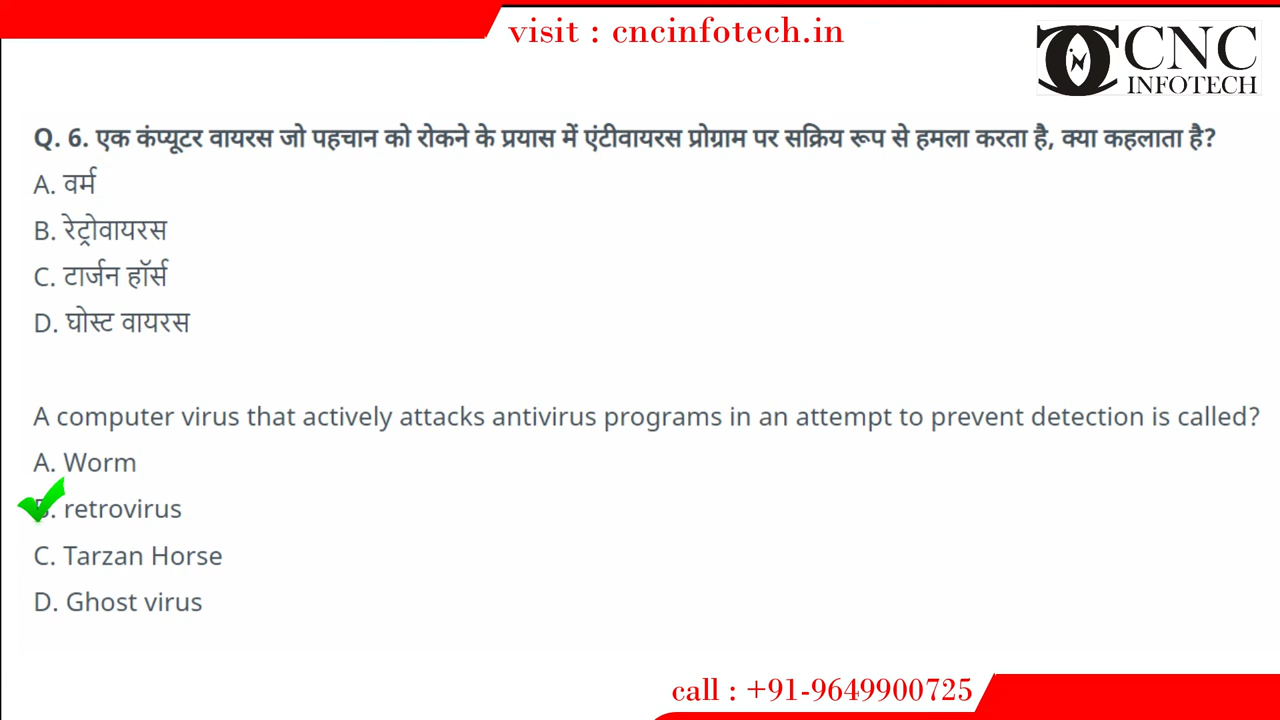 visit : cncinfotech.in
CNC
INFOTECH
Q. 6. एक कंप्यूटर वायरस जो पहचान को रोकने के प्रयास में एंटीवायरस प्रोग्राम पर सक्रिय रूप से हमला करता है, क्या कहलाता है?
A. वर्म
B. रेट्रोवायरस
C. टार्जन हॉर्स
D. घोस्ट वायरस
A computer virus that actively attacks antivirus programs in an attempt to prevent detection is called?
A. Worm
B. retrovirus
C. Tarzan Horse
D. Ghost virus
call : +91-9649900725